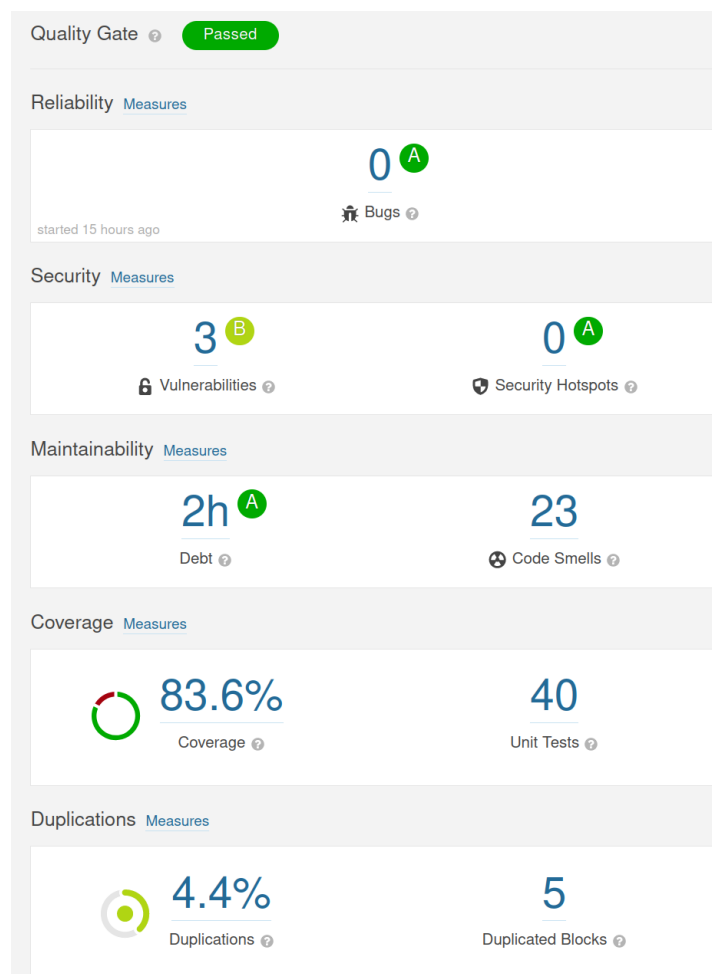 Quality Gate ? Passed
Reliability Measures
0 A
Bugs ?
started 15 hours ago
Security Measures
3 B 0 A
Vulnerabilities ? Security Hotspots ?
Maintainability Measures
2h A 23
Debt ? Code Smells ?
Coverage Measures
83.6% 40
Coverage ? Unit Tests ?
Duplications Measures
4.4% 5
Duplications ? Duplicated Blocks ?